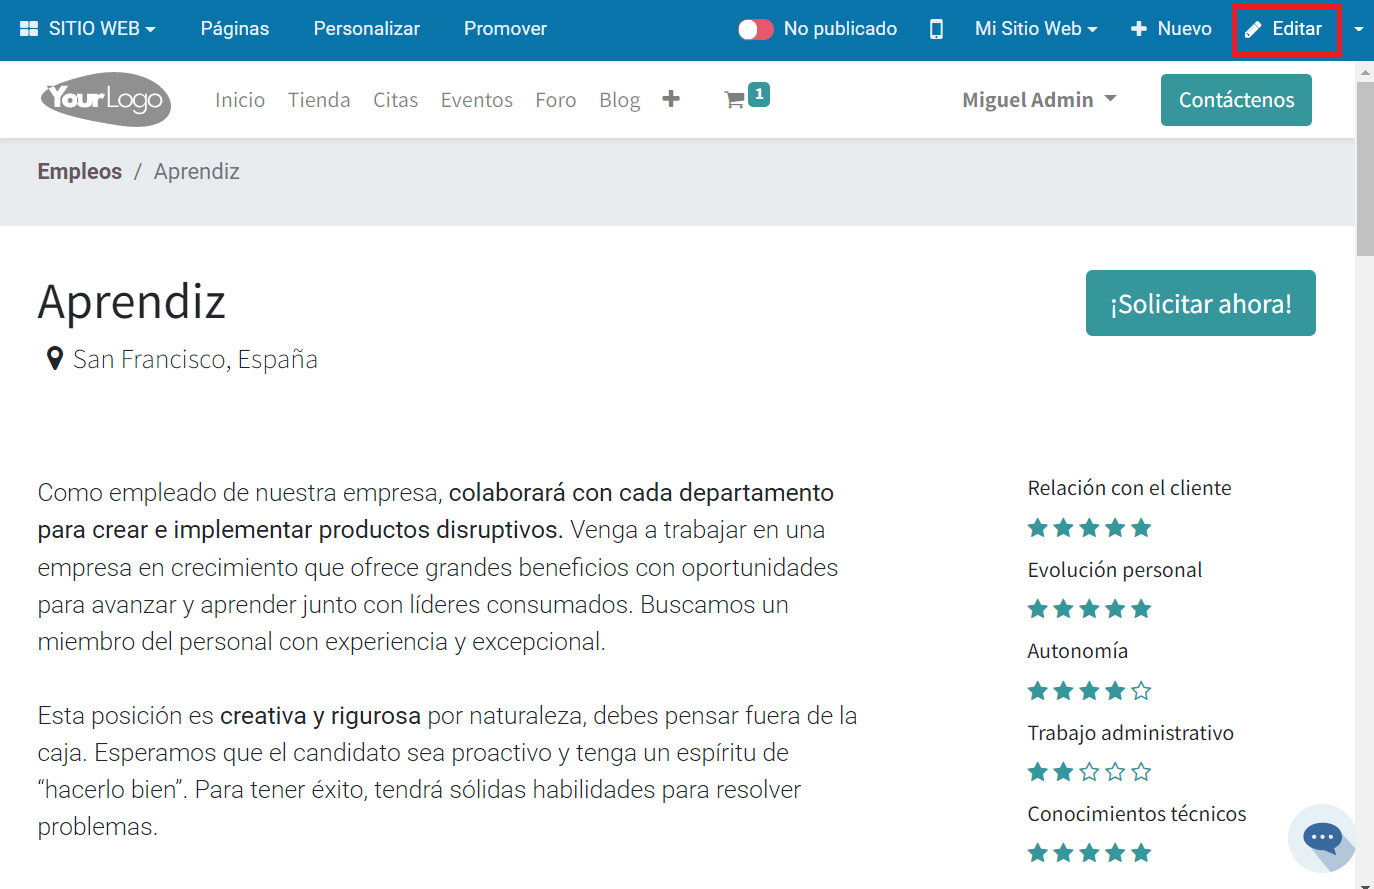 SITIO WEB Páginas Personalizar Promover No publicado Mi Sitio Web Nuevo Editar
YourLogo Inicio Tienda Citas Eventos Foro Blog 1 Miguel Admin Contáctenos
Empleos / Aprendiz
Aprendiz
¡Solicitar ahora!
San Francisco, España
Como empleado de nuestra empresa, colaborará con cada departamento
para crear e implementar productos disruptivos. Venga a trabajar en una
empresa en crecimiento que ofrece grandes beneficios con oportunidades
para avanzar y aprender junto con líderes consumados. Buscamos un
miembro del personal con experiencia y excepcional.
Esta posición es creativa y rigurosa por naturaleza, debes pensar fuera de la
caja. Esperamos que el candidato sea proactivo y tenga un espíritu de
“hacerlo bien”. Para tener éxito, tendrá sólidas habilidades para resolver
problemas.
Relación con el cliente
Evolución personal
Autonomía
Trabajo administrativo
Conocimientos técnicos